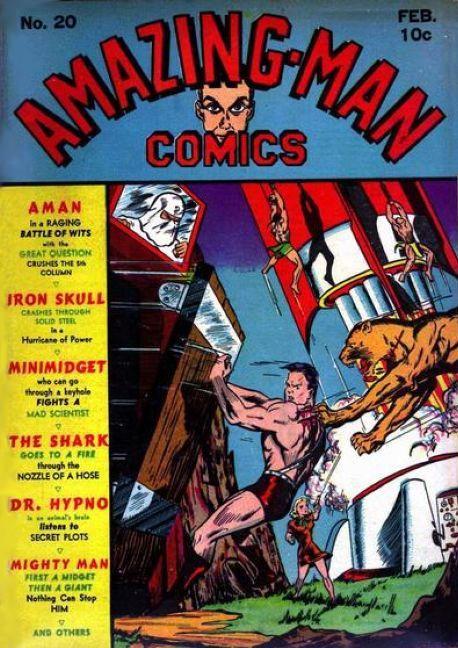 No. 20
FEB.
10c
AMAZING-MAN
COMICS
AMAN
in a RAGING
BATTLE OF WITS
with the
GREAT QUESTION
CRUSHES THE 5th
COLUMN
IRON SKULL
CRASHES THROUGH
SOLID STEEL
in a
Hurricane of Power
MINIMIDGET
who can go
through a keyhole
FIGHTS A
MAD SCIENTIST
THE SHARK
GOES TO A FIRE
through the
NOZZLE OF A HOSE
DR. HYPNO
in an animal's brain
listens to
SECRET PLOTS
MIGHTY MAN
FIRST A MIDGET
THEN A GIANT
Nothing Can Stop
HIM
AND OTHERS